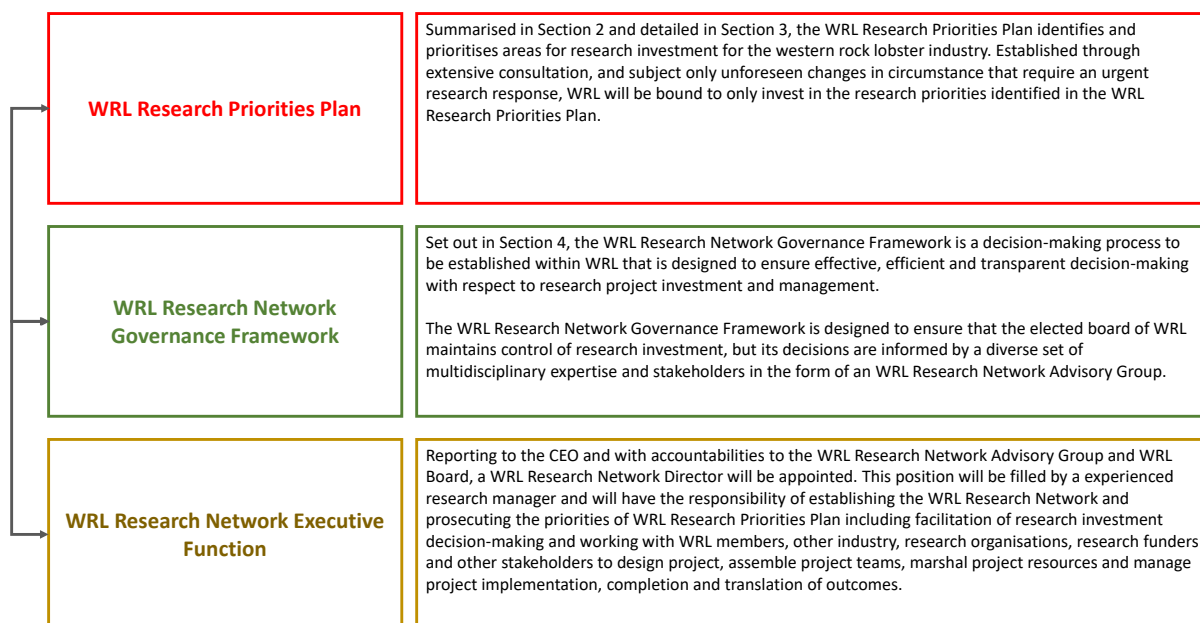 WRL Research Priorities Plan
Summarised in Section 2 and detailed in Section 3, the WRL Research Priorities Plan identifies and
prioritises areas for research investment for the western rock lobster industry. Established through
extensive consultation, and subject only unforeseen changes in circumstance that require an urgent
research response, WRL will be bound to only invest in the research priorities identified in the WRL
Research Priorities Plan.
WRL Research Network
Governance Framework
Set out in Section 4, the WRL Research Network Governance Framework is a decision-making process to
be established within WRL that is designed to ensure effective, efficient and transparent decision-making
with respect to research project investment and management.
The WRL Research Network Governance Framework is designed to ensure that the elected board of WRL
maintains control of research investment, but its decisions are informed by a diverse set of
multidisciplinary expertise and stakeholders in the form of an WRL Research Network Advisory Group.
WRL Research Network Executive
Function
Reporting to the CEO and with accountabilities to the WRL Research Network Advisory Group and WRL
Board, a WRL Research Network Director will be appointed. This position will be filled by a experienced
research manager and will have the responsibility of establishing the WRL Research Network and
prosecuting the priorities of WRL Research Priorities Plan including facilitation of research investment
decision-making and working with WRL members, other industry, research organisations, research funders
and other stakeholders to design project, assemble project teams, marshal project resources and manage
project implementation, completion and translation of outcomes.